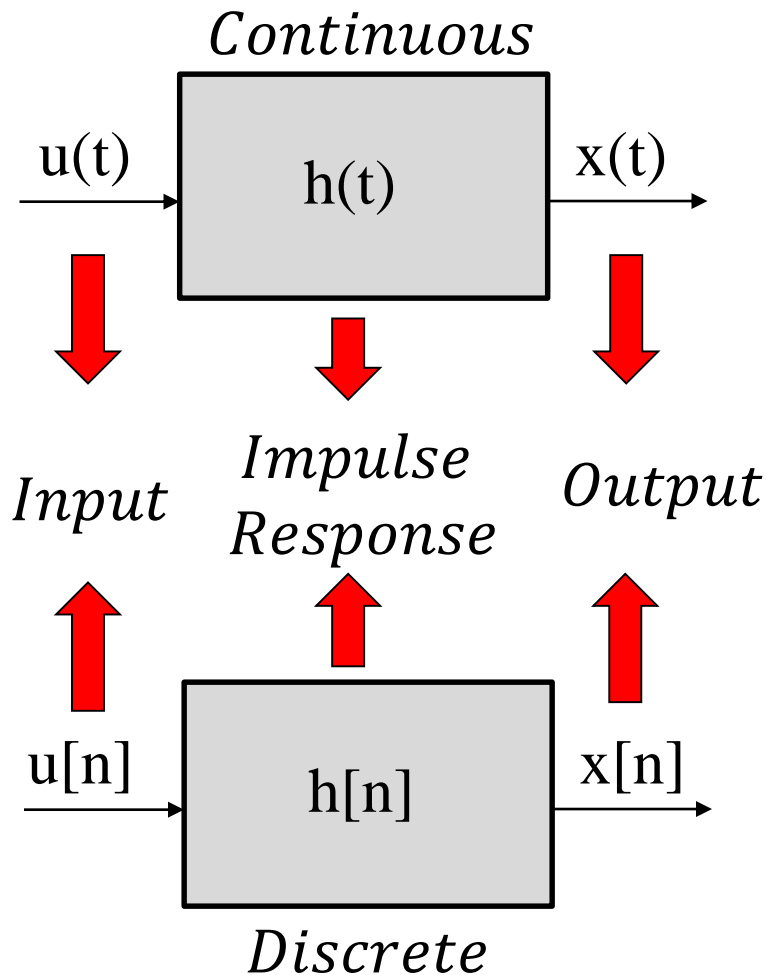 Continuous
u(t)
h(t)
x(t)
Input
Impulse
Response
Output
u[n]
h[n]
x[n]
Discrete